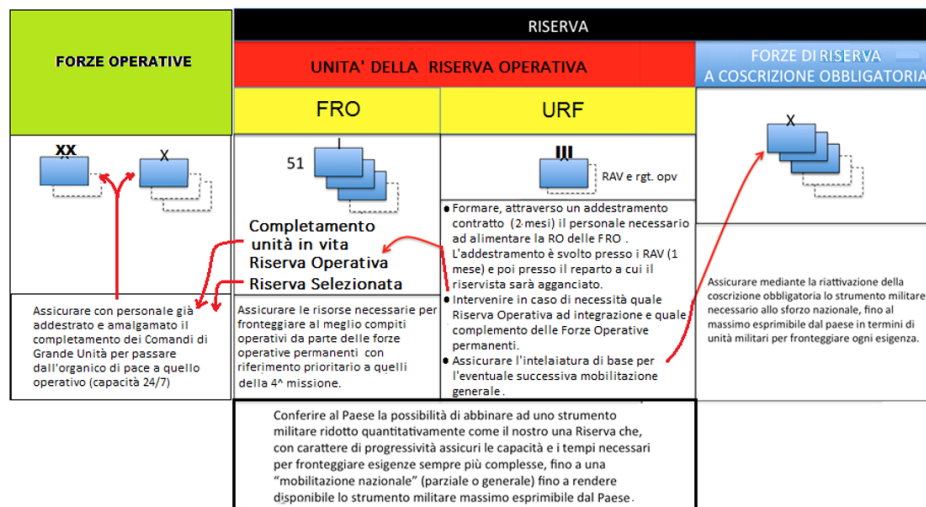 RISERVA
FORZE OPERATIVE
UNITA' DELLA RISERVA OPERATIVA
FORZE DI RISERVA
A COSCRIZIONE OBBLIGATORIA
FRO
URF
XX
X
51
I
III
RAV e rgt. opv
X
Completamento
unità in vita
Riserva Operativa
Riserva Selezionata
Assicurare con personale già
addestrato e amalgamato il
completamento dei Comandi di
Grande Unità per passare
dall'organico di pace a quello
operativo (capacità 24/7)
Assicurare le risorse necessarie per
fronteggiare al meglio compiti
operativi da parte delle forze
operative permanenti con
riferimento prioritario a quelli
della 4^ missione.
• Formare, attraverso un addestramento
contratto (2 mesi) il personale necessario
ad alimentare la RO delle FRO .
L'addestramento è svolto presso i RAV (1
mese) e poi presso il reparto a cui il
riservista sarà agganciato.
• Intervenire in caso di necessità quale
Riserva Operativa ad integrazione e quale
complemento delle Forze Operative
permanenti.
• Assicurare l'intelaiatura di base per
l'eventuale successiva mobilitazione
generale.
Assicurare mediante la riattivazione della
coscrizione obbligatoria lo strumento militare
necessario allo sforzo nazionale, fino al
massimo esprimibile dal paese in termini di
unità militari per fronteggiare ogni esigenza.
Conferire al Paese la possibilità di abbinare ad uno strumento
militare ridotto quantitativamente come il nostro una Riserva che,
con carattere di progressività assicuri le capacità e i tempi necessari
per fronteggiare esigenze sempre più complesse, fino a una
"mobilitazione nazionale" (parziale o generale) fino a rendere
disponibile lo strumento militare massimo esprimibile dal Paese.